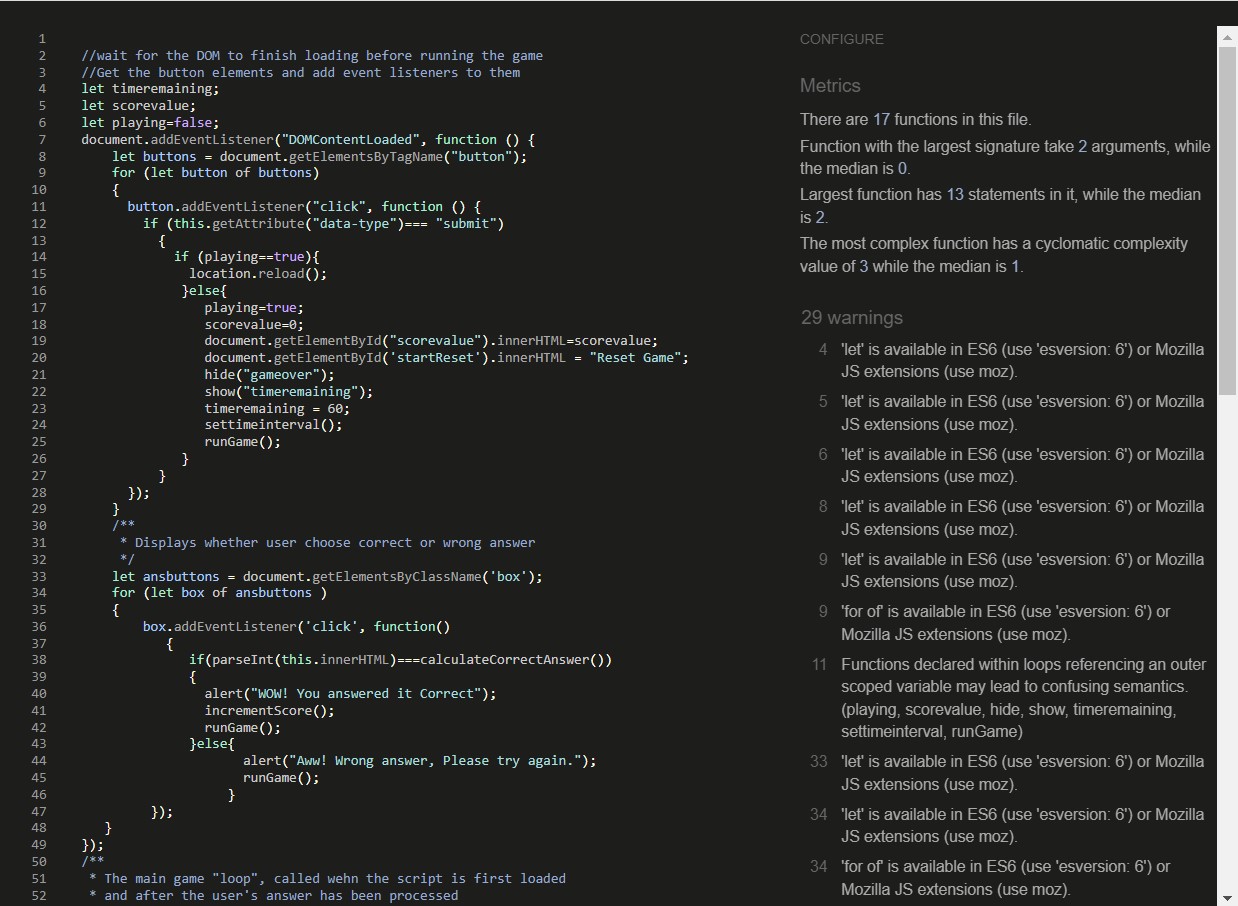 1
2 //wait for the DOM to finish loading before running the game
3 //Get the button elements and add event listeners to them
4 let timeremaining;
5 let scorevalue;
6 let playing=false;
7 document.addEventListener("DOMContentLoaded", function () {
8 let buttons = document.getElementsByTagName("button");
9 for (let button of buttons)
10 {
11 button.addEventListener("click", function () {
12 if (this.getAttribute("data-type")=== "submit")
13 {
14 if (playing==true){
15 location.reload();
16 }else{
17 playing=true;
18 scorevalue=0;
19 document.getElementById("scorevalue").innerHTML=scorevalue;
20 document.getElementById('startReset').innerHTML = "Reset Game";
21 hide("gameover");
22 show("timeremaining");
23 timeremaining = 60;
24 settimeinterval();
25 runGame();
26 }
27 }
28 });
29 }
30 /**
31 * Displays whether user choose correct or wrong answer
32 */
33 let ansbuttons = document.getElementsByClassName('box');
34 for (let box of ansbuttons )
35 {
36 box.addEventListener('click', function()
37 {
38 if(parseInt(this.innerHTML)===calculateCorrectAnswer())
39 {
40 alert("WOW! You answered it Correct");
41 incrementScore();
42 runGame();
43 }else{
44 alert("Aww! Wrong answer, Please try again.");
45 runGame();
46 }
47 });
48 }
49 });
50 /**
51 * The main game "loop", called wehn the script is first loaded
52 * and after the user's answer has been processed
CONFIGURE
Metrics
There are 17 functions in this file.
Function with the largest signature take 2 arguments, while
the median is 0.
Largest function has 13 statements in it, while the median
is 2.
The most complex function has a cyclomatic complexity
value of 3 while the median is 1.
29 warnings
4 'let' is available in ES6 (use 'esversion: 6') or Mozilla
JS extensions (use moz).
5 'let' is available in ES6 (use 'esversion: 6') or Mozilla
JS extensions (use moz).
6 'let' is available in ES6 (use 'esversion: 6') or Mozilla
JS extensions (use moz).
8 'let' is available in ES6 (use 'esversion: 6') or Mozilla
JS extensions (use moz).
9 'let' is available in ES6 (use 'esversion: 6') or Mozilla
JS extensions (use moz).
9 'for of' is available in ES6 (use 'esversion: 6') or
Mozilla JS extensions (use moz).
11 Functions declared within loops referencing an outer
scoped variable may lead to confusing semantics.
(playing, scorevalue, hide, show, timeremaining,
settimeinterval, runGame)
33 'let' is available in ES6 (use 'esversion: 6') or Mozilla
JS extensions (use moz).
34 'let' is available in ES6 (use 'esversion: 6') or Mozilla
JS extensions (use moz).
34 'for of' is available in ES6 (use 'esversion: 6') or
Mozilla JS extensions (use moz).